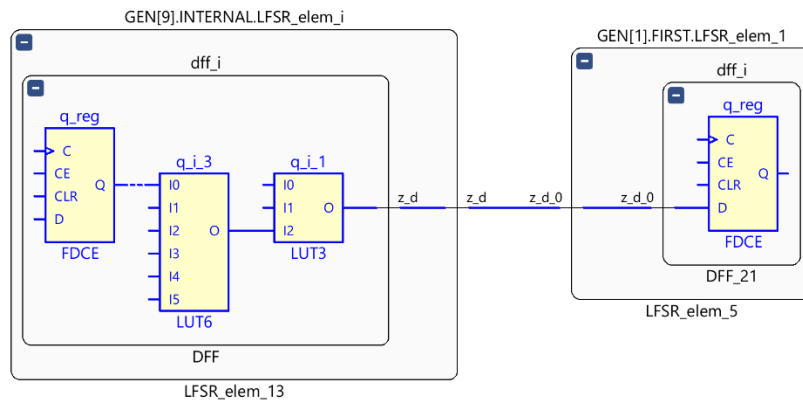 GEN[9].INTERNAL.LFSR_elem_i
dff_i
q_reg
C
CE
CLR
D
Q
FDCE
q_i_3
I0
I1
I2
I3
I4
I5
O
LUT6
q_i_1
I0
I1
I2
O
LUT3
DFF
LFSR_elem_13
z_d
z_d
z_d_0
z_d_0
GEN[1].FIRST.LFSR_elem_1
dff_i
q_reg
C
CE
CLR
D
Q
FDCE
DFF_21
LFSR_elem_5